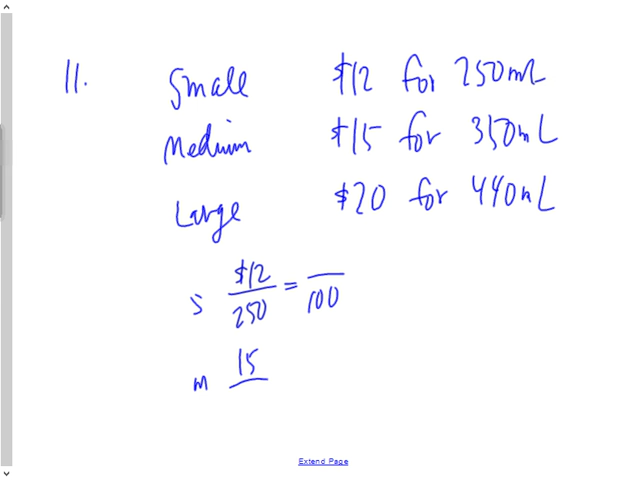 11. Small $12 for 250mL
Medium $15 for 350mL
Large $20 for 440mL
S $12/250 = /100
m 15/
Extend Page